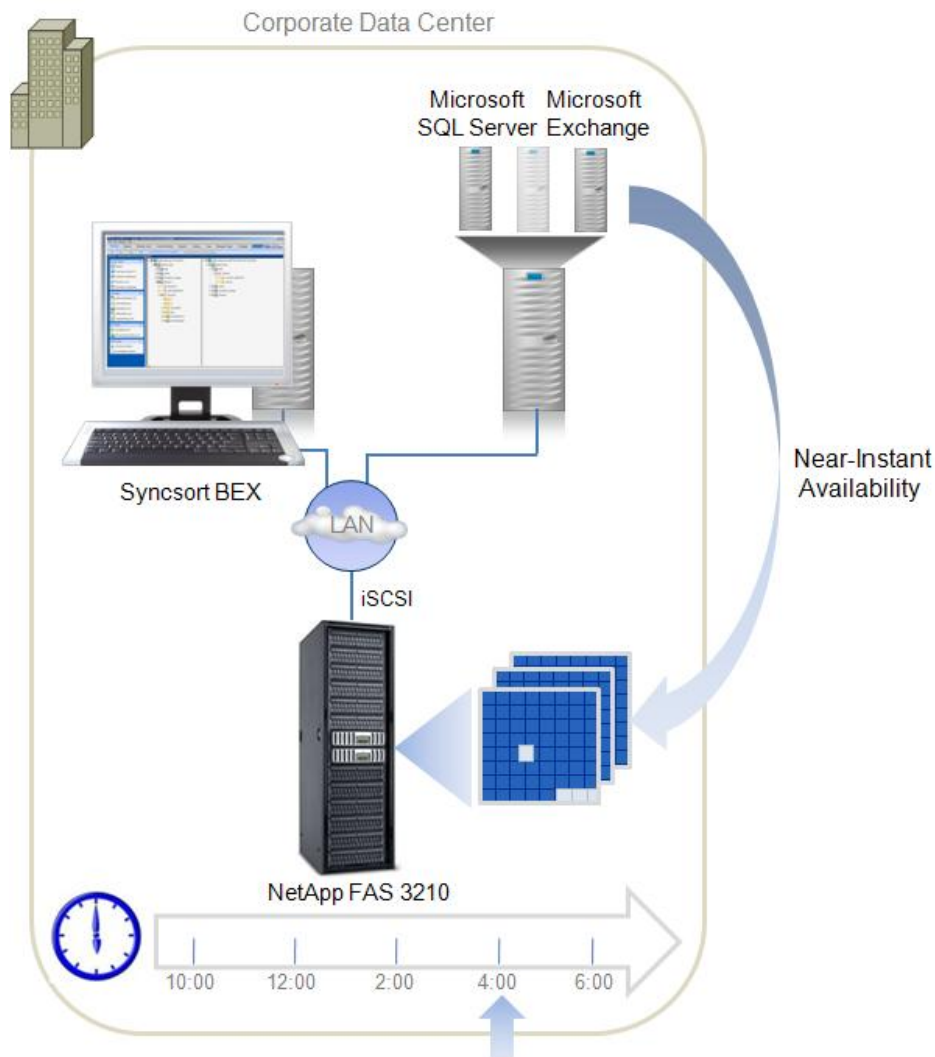 Corporate Data Center
Microsoft
SQL Server
Microsoft
Exchange
Syncsort BEX
LAN
Near-Instant
Availability
iSCSI
NetApp FAS 3210
10:00
12:00
2:00
4:00
6:00